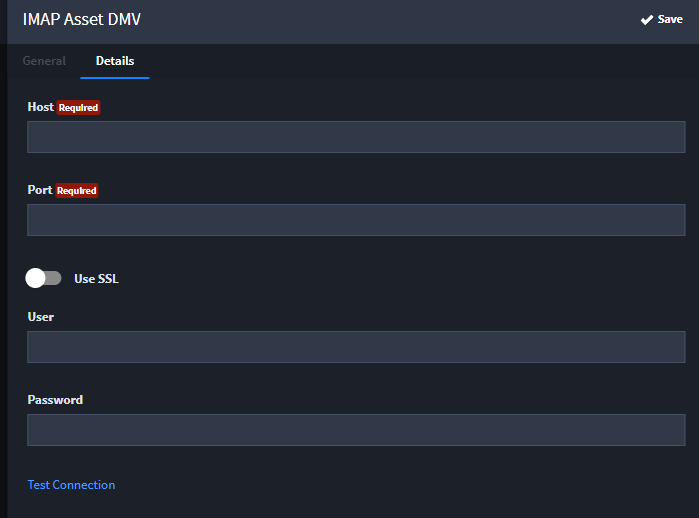 IMAP Asset DMV
Save
General Details
Host Required
Port Required
Use SSL
User
Password
Test Connection